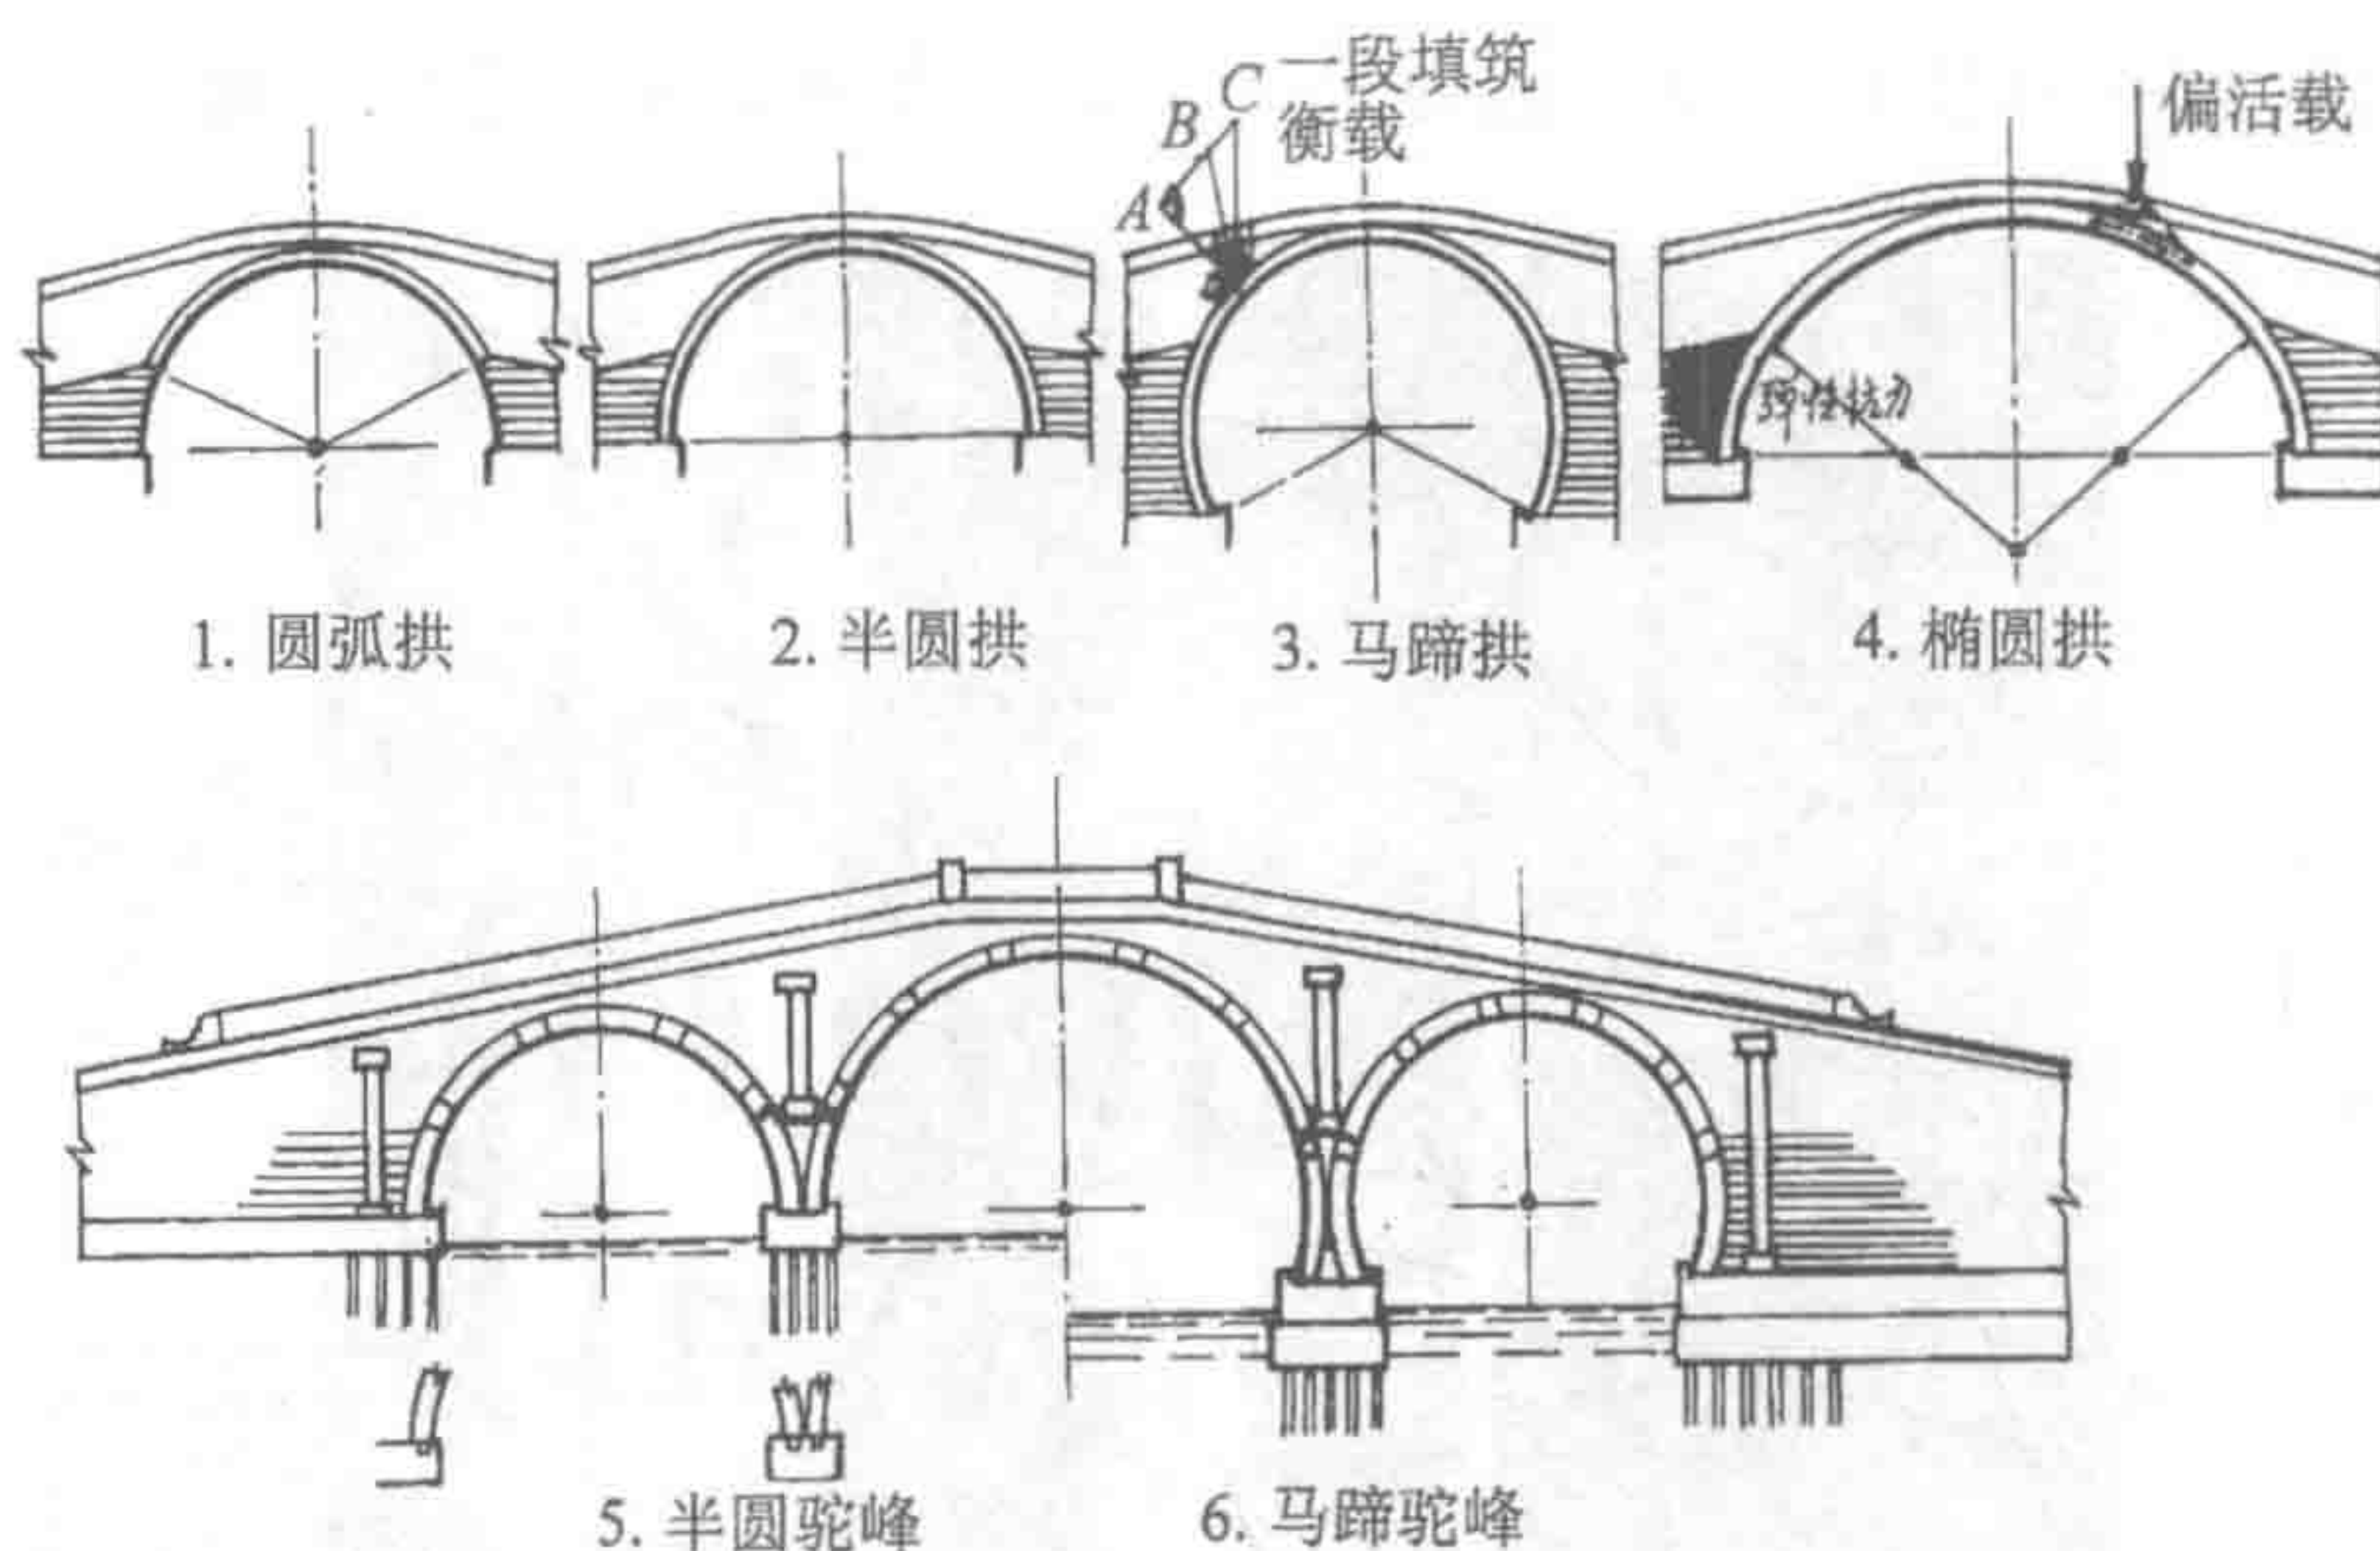 C 一段填筑
B 衡载
A
偏活载
弹性抗力
1. 圆弧拱
2. 半圆拱
3. 马蹄拱
4. 椭圆拱
5. 半圆驼峰
6. 马蹄驼峰